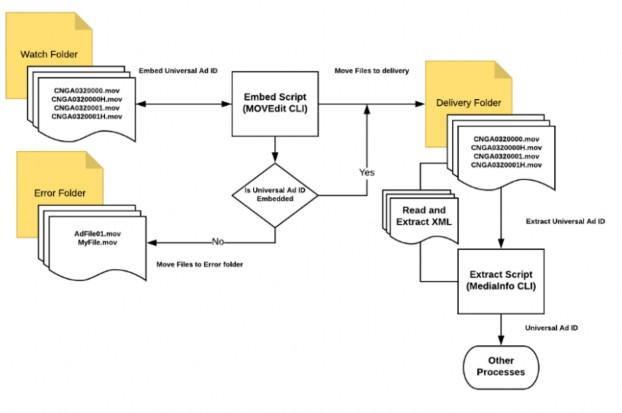 Watch Folder
CNGA0320000.mov
CNGA0320000H.mov
CNGA0320001.mov
CNGA0320001H.mov
Embed Universal Ad ID
Embed Script
(MOVEdit CLI)
Move Files to delivery
Delivery Folder
CNGA0320000.mov
CNGA0320000H.mov
CNGA0320001.mov
CNGA0320001H.mov
Is Universal Ad ID
Embedded
Yes
Error Folder
AdFile01.mov
MyFile.mov
No
Move Files to Error folder
Read and
Extract XML
Extract Universal Ad ID
Extract Script
(MediaInfo CLI)
Universal Ad ID
Other
Processes